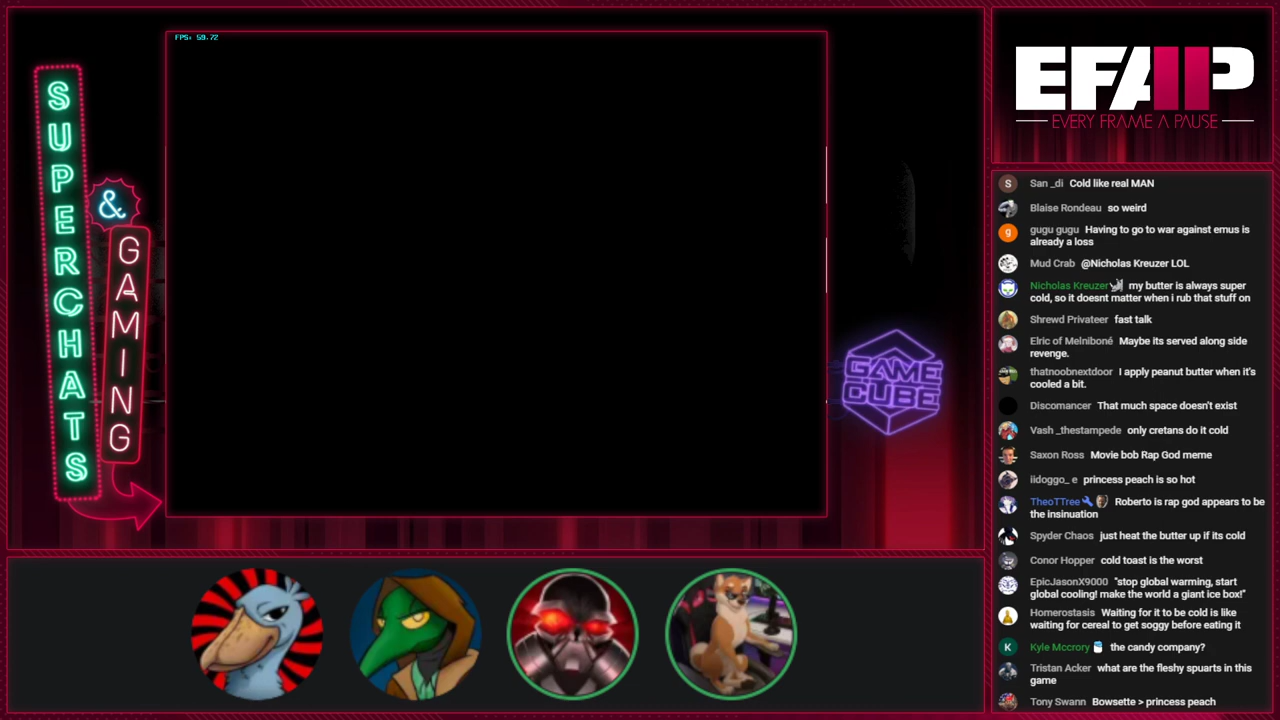 FPS: 59.72
SUPERCHATS
&
GAMING
GAME
CUBE
EFAP
EVERY FRAME A PAUSE
S San _di Cold like real MAN
Blaise Rondeau so weird
g gugu gugu Having to go to war against emus is
already a loss
Mud Crab @Nicholas Kreuzer LOL
Nicholas Kreuzer my butter is always super
cold, so it doesnt matter when i rub that stuff on
Shrewd Privateer fast talk
Elric of Melniboné Maybe its served along side
revenge.
thatnoobnextdoor I apply peanut butter when it's
cooled a bit.
Discomancer That much space doesn't exist
Vash _thestampede only cretans do it cold
Saxon Ross Movie bob Rap God meme
iidoggo_ e princess peach is so hot
TheoTTree Roberto is rap god appears to be
the insinuation
Spyder Chaos just heat the butter up if its cold
Conor Hopper cold toast is the worst
EpicJasonX9000 "stop global warming, start
global cooling! make the world a giant ice box!"
Homerostasis Waiting for it to be cold is like
waiting for cereal to get soggy before eating it
K Kyle Mccrory the candy company?
Tristan Acker what are the fleshy spuarts in this
game
Tony Swann Bowsette > princess peach